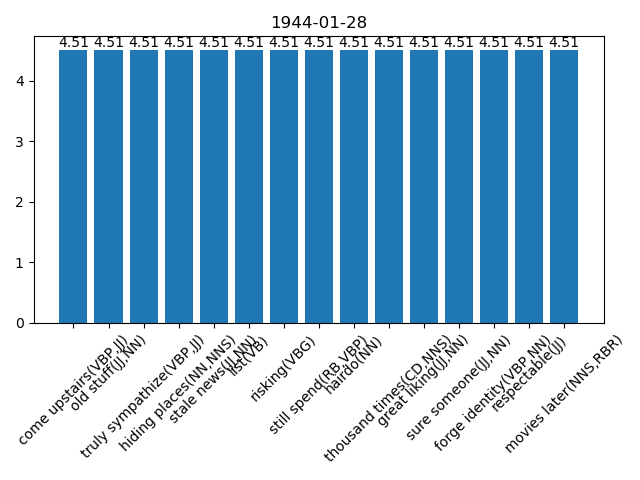 1944-01-28
4.51 4.51 4.51 4.51 4.51 4.51 4.51 4.51 4.51 4.51 4.51 4.51 4.51 4.51 4.51
4
3
2
1
0
come upstairs(VBP,JJ)
old stuff(JJ,NN)
truly sympathize(VBP,JJ)
hiding places(NN,NNS)
stale news(JJ,NN)
list(VB)
risking(VBG)
still spend(RB,VBP)
hairdo(NN)
thousand times(CD,NNS)
great liking(JJ,NN)
sure someone(JJ,NN)
forge identity(VBP,NN)
respectable(JJ)
movies later(NNS,RBR)